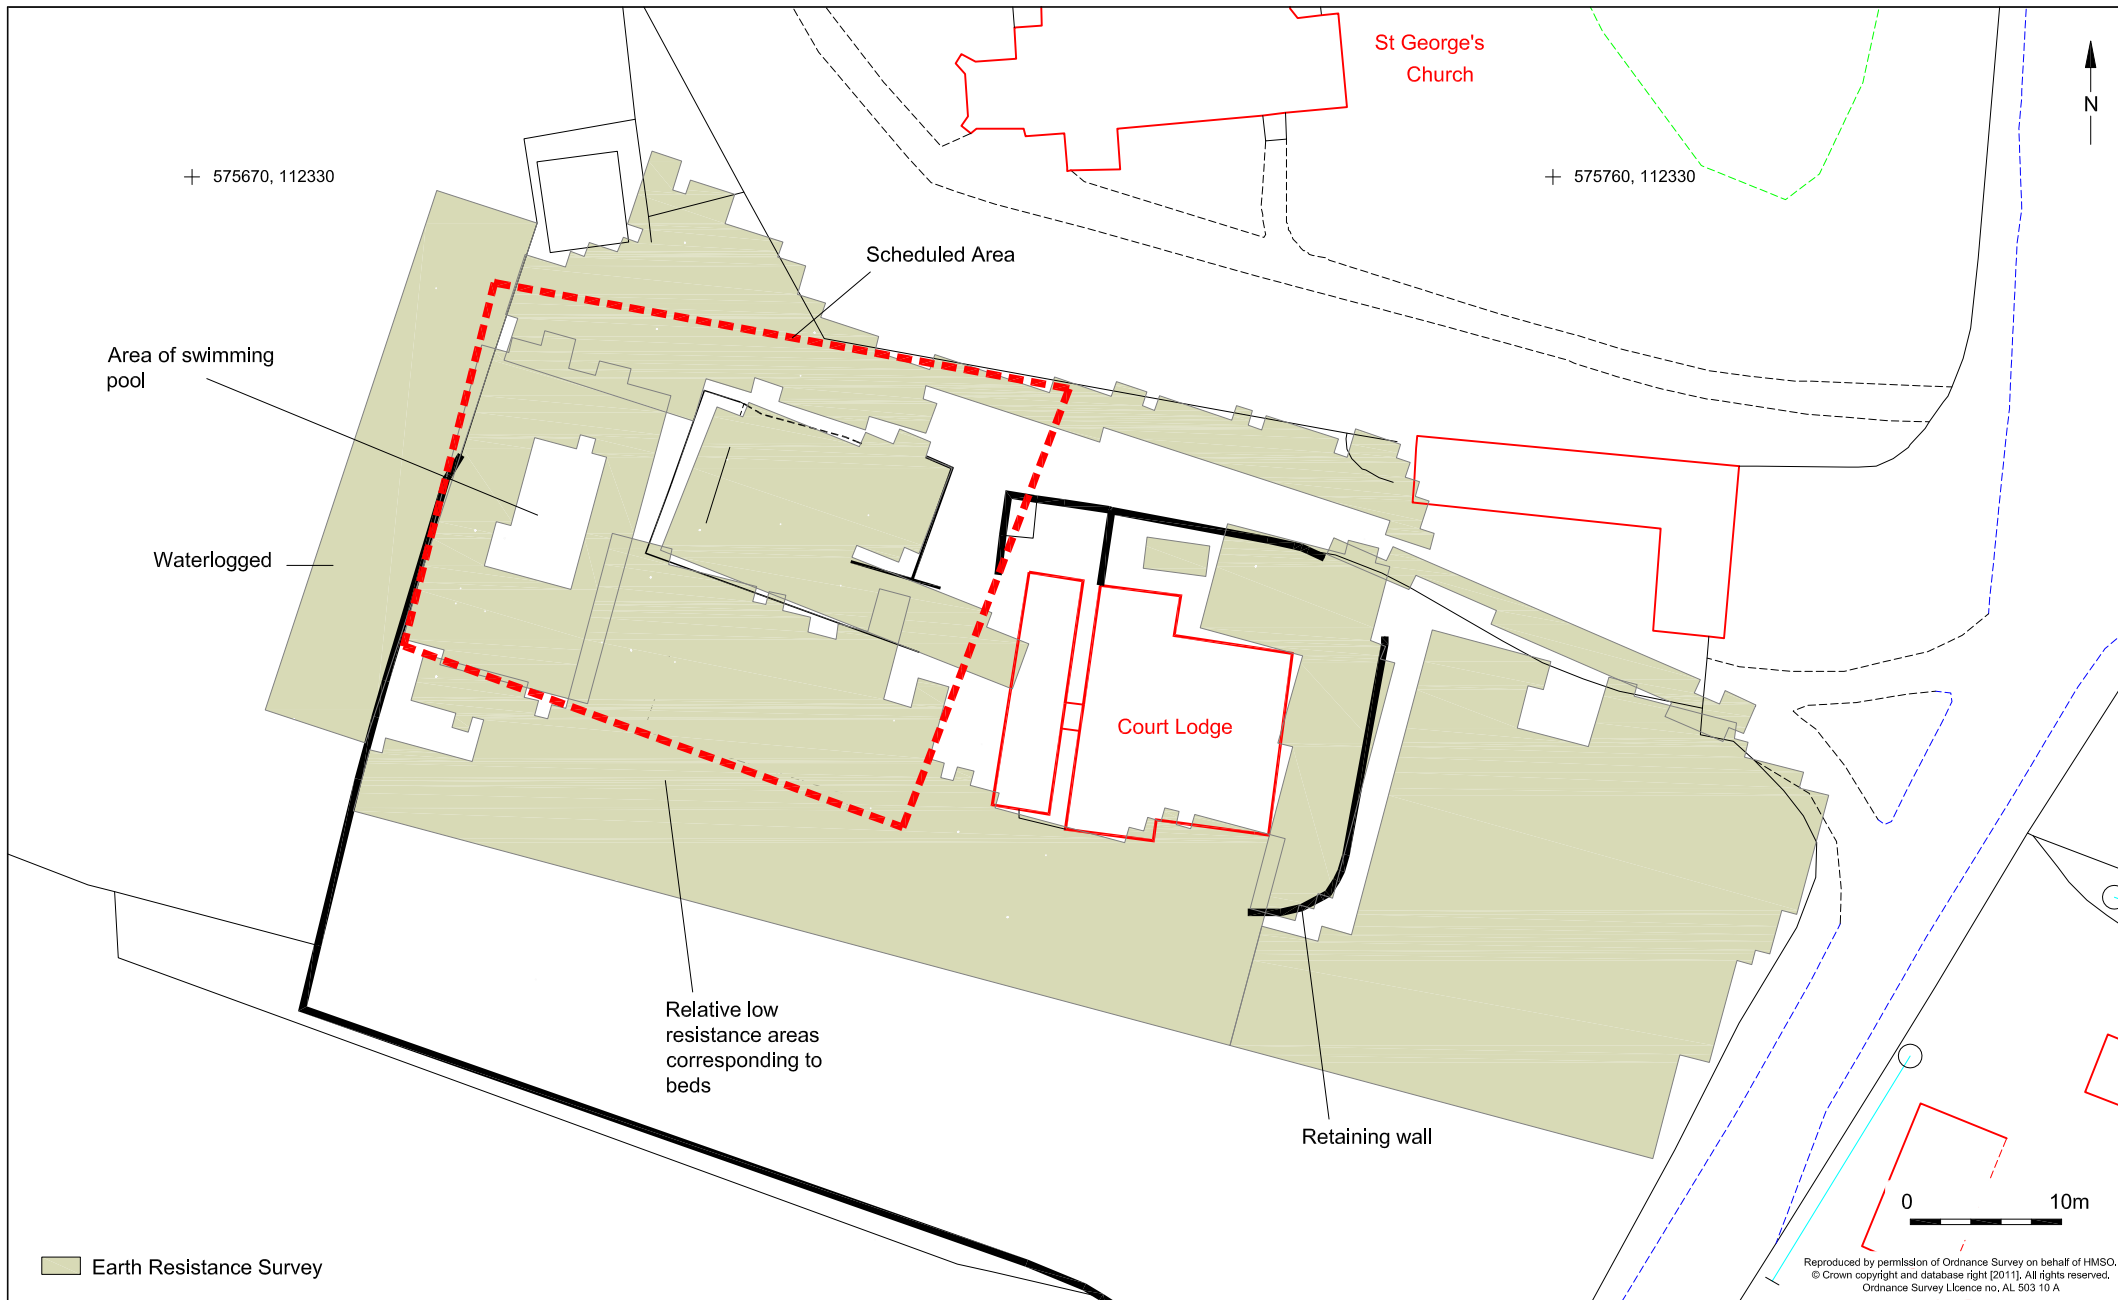 St George's
Church
N
575670, 112330
575760, 112330
Scheduled Area
Area of swimming
pool
Waterlogged
Court Lodge
Relative low
resistance areas
corresponding to
beds
Retaining wall
0 10m
Earth Resistance Survey
Reproduced by permission of Ordnance Survey on behalf of HMSO.
© Crown copyright and database right [2011]. All rights reserved.
Ordnance Survey Licence no. AL 503 10 A